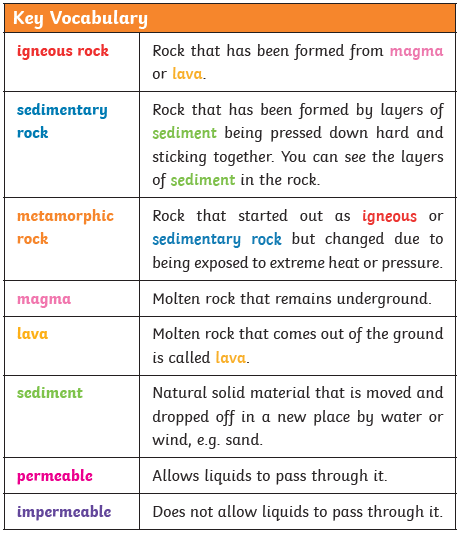 Key Vocabulary
igneous rock
Rock that has been formed from magma
or lava.
sedimentary
rock
Rock that has been formed by layers of
sediment being pressed down hard and
sticking together. You can see the layers
of sediment in the rock.
metamorphic
rock
Rock that started out as igneous or
sedimentary rock but changed due to
being exposed to extreme heat or pressure.
magma
Molten rock that remains underground.
lava
Molten rock that comes out of the ground
is called lava.
sediment
Natural solid material that is moved and
dropped off in a new place by water or
wind, e.g. sand.
permeable
Allows liquids to pass through it.
impermeable
Does not allow liquids to pass through it.